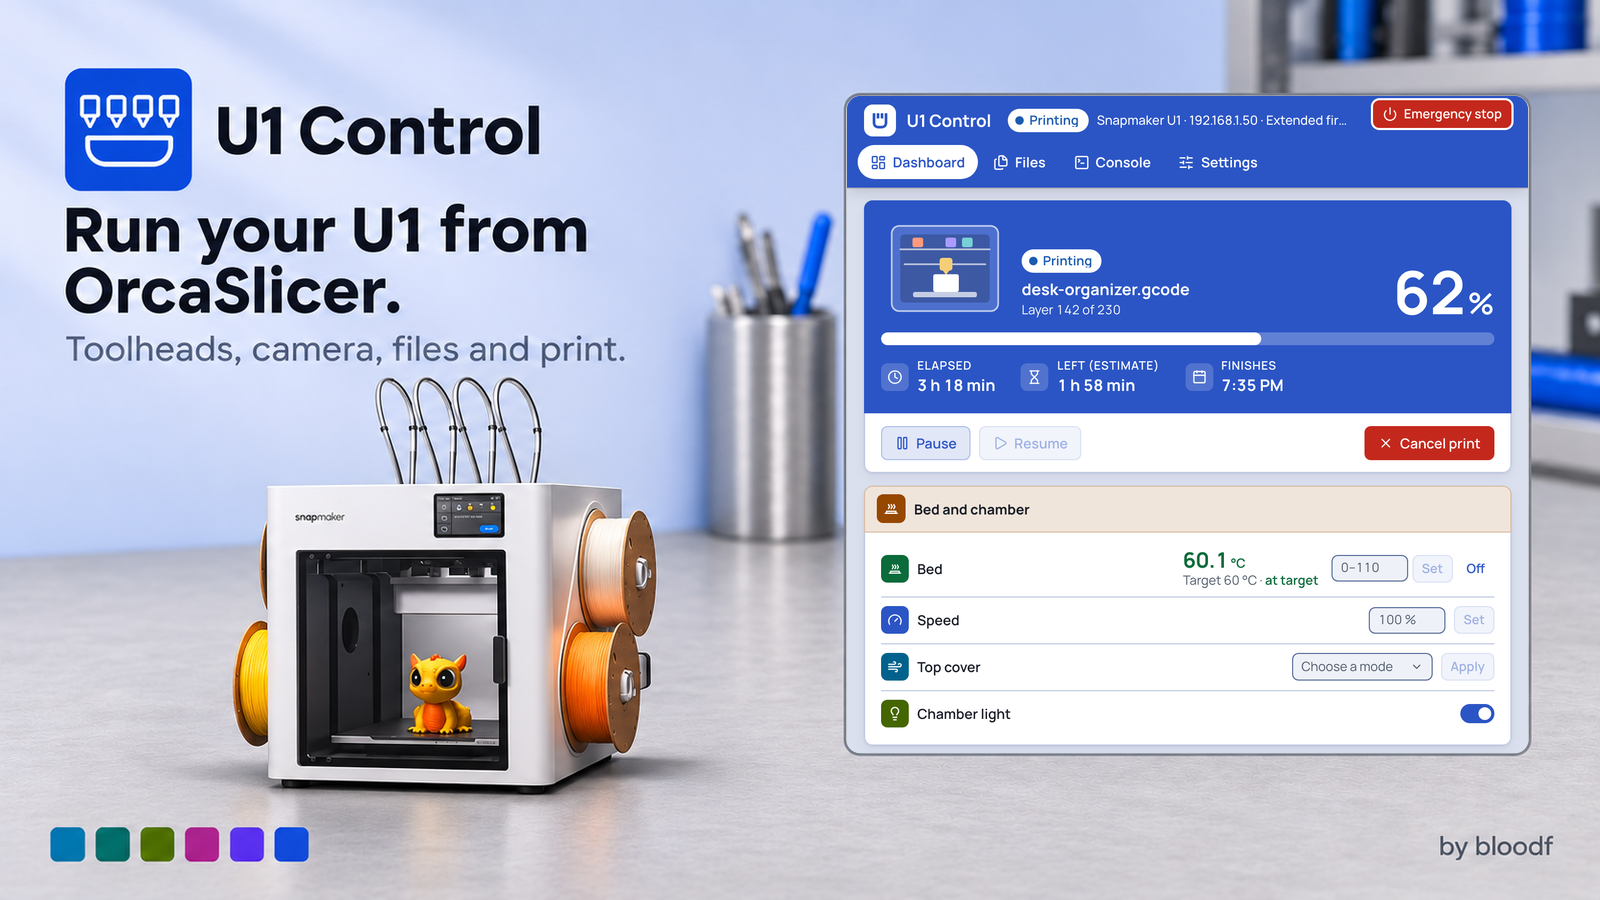 U1 Control
Run your U1 from
OrcaSlicer.
Toolheads, camera, files and print.
snapmaker
U1 Control
Printing
Snapmaker U1 · 192.168.1.50 · Extended fir...
Emergency stop
Dashboard
Files
Console
Settings
Printing
desk-organizer.gcode
Layer 142 of 230
62%
ELAPSED
3 h 18 min
LEFT (ESTIMATE)
1 h 58 min
FINISHES
7:35 PM
Pause
Resume
Cancel print
Bed and chamber
Bed
60.1 °C
Target 60 °C · at target
0–110
Set
Off
Speed
100 %
Set
Top cover
Choose a mode
Apply
Chamber light
by bloodf